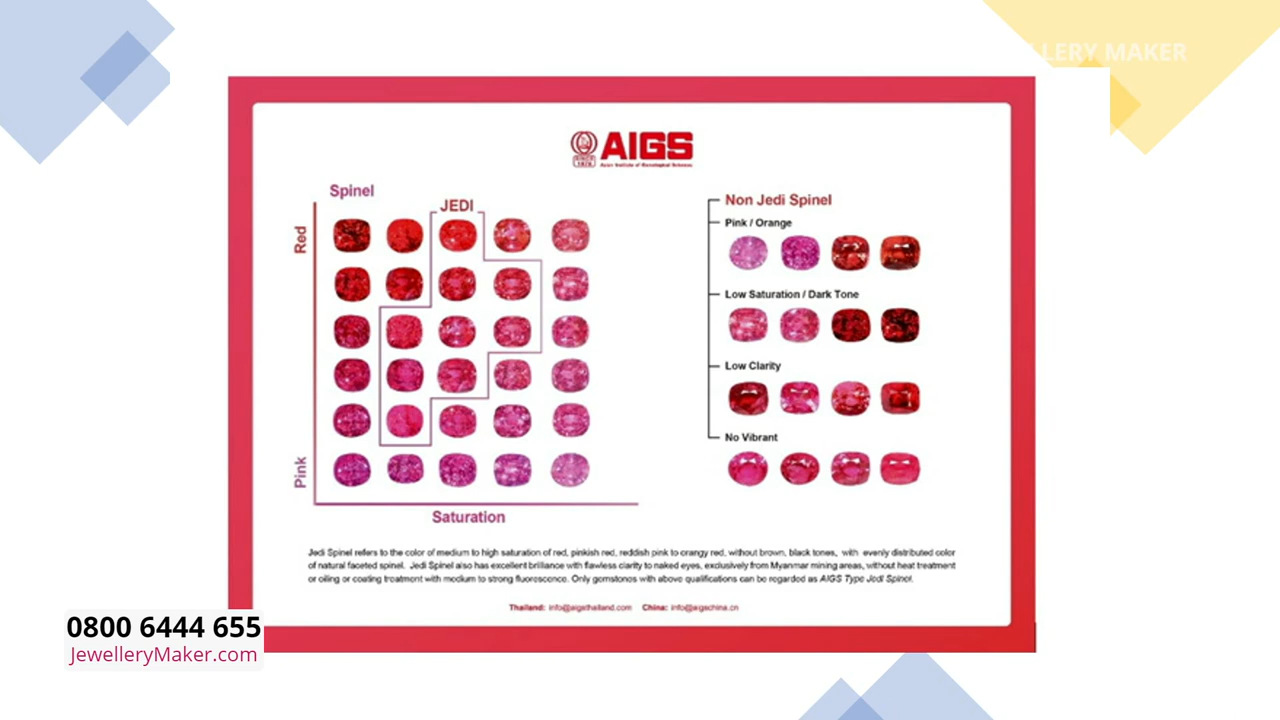 LLERY MAKER
AIGS
SINCE
1978
Asian Institute of Gemological Sciences
Spinel
JEDI
Red
Pink
Saturation
Non Jedi Spinel
Pink / Orange
Low Saturation / Dark Tone
Low Clarity
No Vibrant
Jedi Spinel refers to the color of medium to high saturation of red, pinkish red, reddish pink to orangy red, without brown, black tones, with evenly distributed color
of natural faceted spinel. Jedi Spinel also has excellent brilliance with flawless clarity to naked eyes, exclusively from Myanmar mining areas, without heat treatment
or oiling or coating treatment with medium to strong fluorescence. Only gemstones with above qualifications can be regarded as AIGS Type Jedi Spinel.
Thailand: info@aigsthailand.com China: info@aigschina.cn
0800 6444 655
JewelleryMaker.com